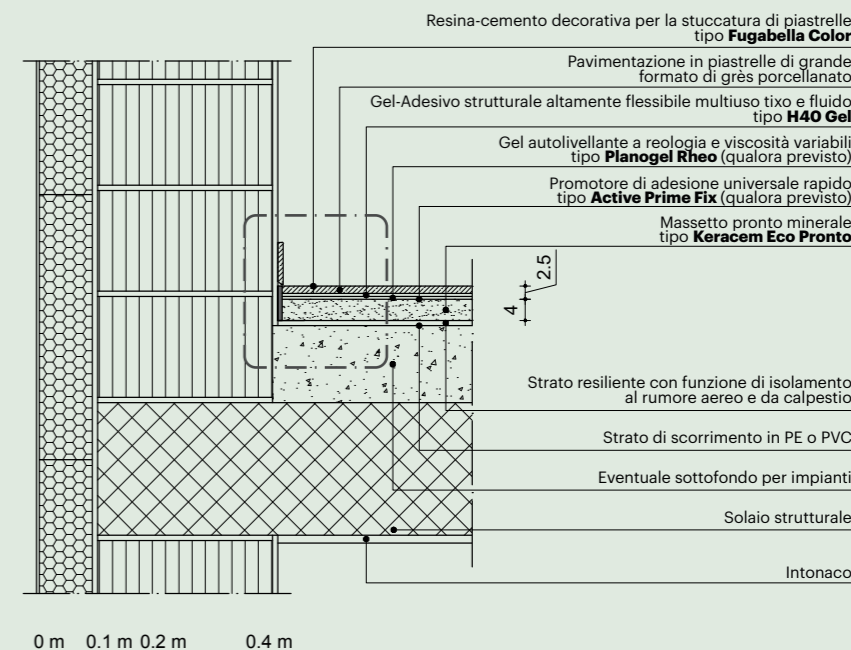 Resina-cemento decorativa per la stuccatura di piastrelle
tipo Fugabella Color
Pavimentazione in piastrelle di grande
formato di grès porcellanato
Gel-Adesivo strutturale altamente flessibile multiuso tixo e fluido
tipo H40 Gel
Gel autolivellante a reologia e viscosità variabili
tipo Planogel Rheo (qualora previsto)
Promotore di adesione universale rapido
tipo Active Prime Fix (qualora previsto)
Massetto pronto minerale
tipo Keracem Eco Pronto
2.5
4
Strato resiliente con funzione di isolamento
al rumore aereo e da calpestio
Strato di scorrimento in PE o PVC
Eventuale sottofondo per impianti
Solaio strutturale
Intonaco
0 m 0.1 m 0.2 m 0.4 m